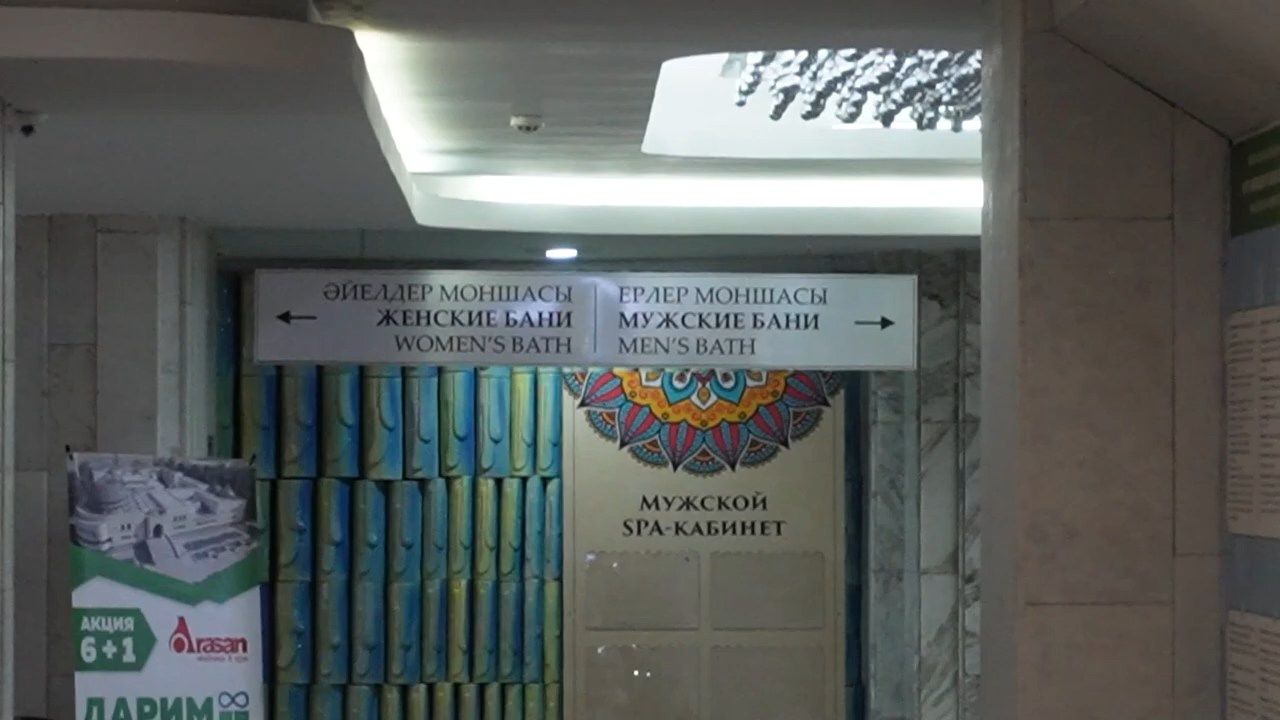 ӘЙЕЛДЕР МОНШАСЫ
ЖЕНСКИЕ БАНИ
WOMEN'S BATH
ЕРЛЕР МОНШАСЫ
МУЖСКИЕ БАНИ
MEN'S BATH
МУЖСКОЙ
SPA-КАБИНЕТ
АКЦИЯ
6+1
Arasan
ДАРИМ